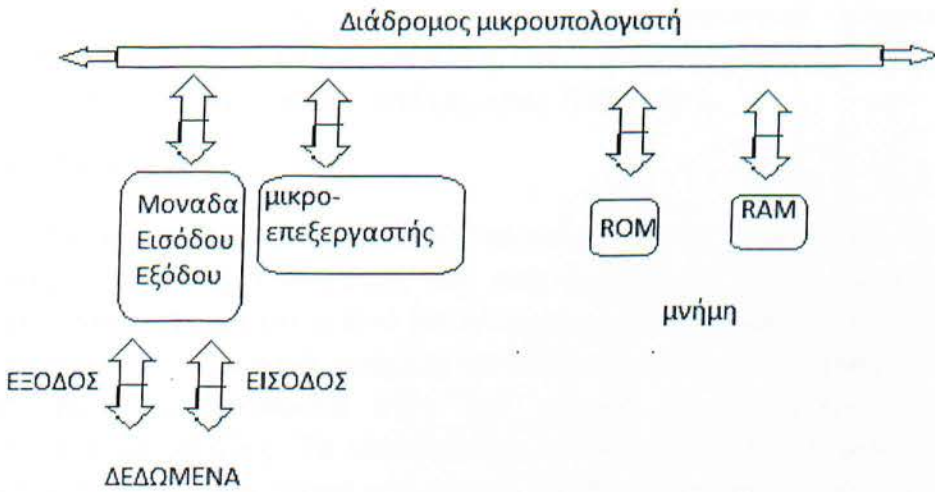 Διάδρομος μικρουπολογιστή
Μοναδα
Εισόδου
Εξόδου
μικρο-
επεξεργαστής
ROM
RAM
μνήμη
ΕΞΟΔΟΣ
ΕΙΣΟΔΟΣ
ΔΕΔΩΜΕΝΑ